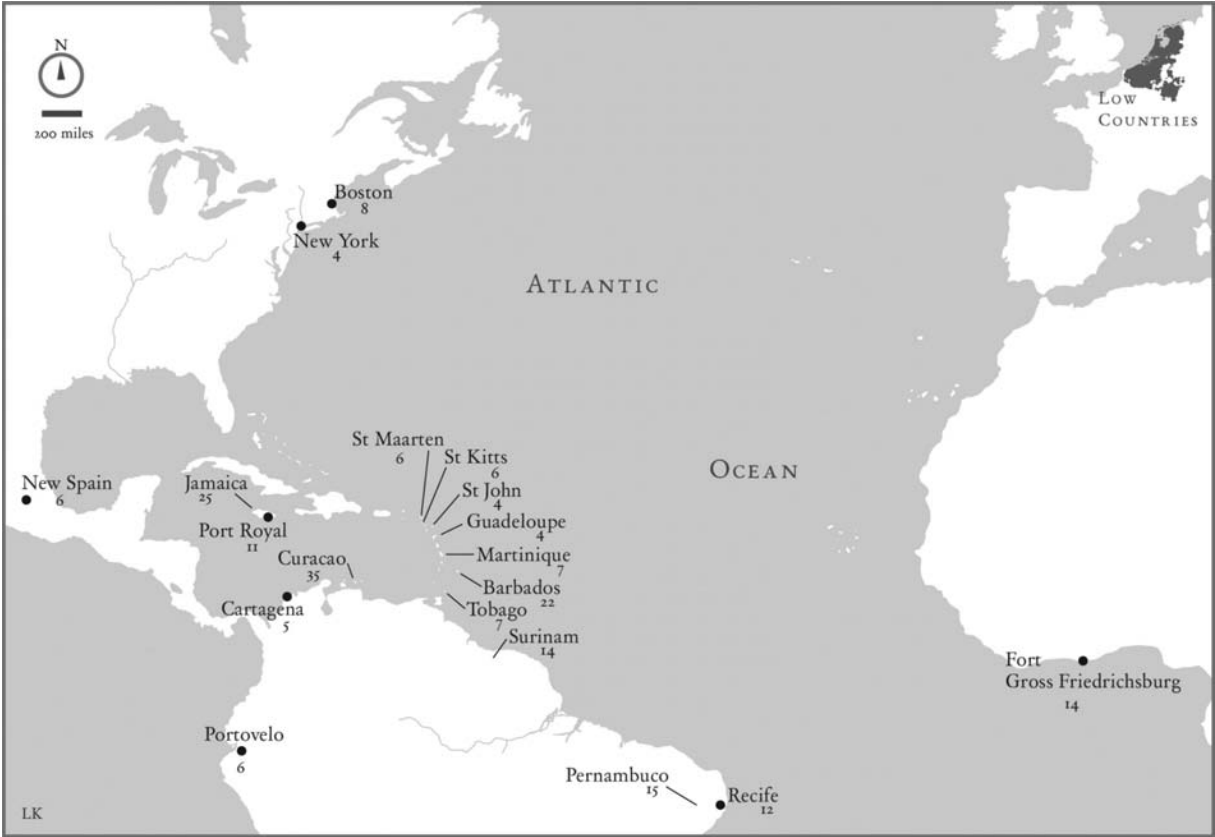 N
200 miles
Low
Countries
Boston
8
New York
4
Atlantic
Ocean
St Maarten
6
St Kitts
6
St John
4
Guadeloupe
4
Martinique
7
Barbados
22
Tobago
7
Surinam
14
New Spain
6
Jamaica
25
Port Royal
11
Curacao
35
Cartagena
5
Fort
Gross Friedrichsburg
14
Portovelo
6
Pernambuco
15
Recife
12
LK